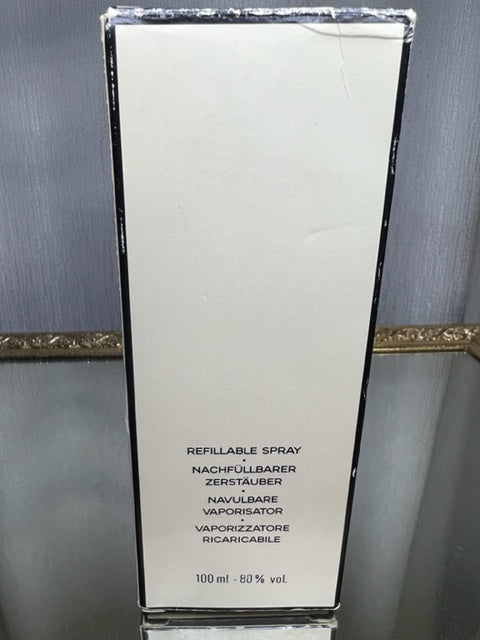 REFILLABLE SPRAY
•
NACHFÜLLBARER
ZERSTÄUBER
•
NAVULBARE
VAPORISATOR
•
VAPORIZZATORE
RICARICABILE
100 ml - 80 % vol.